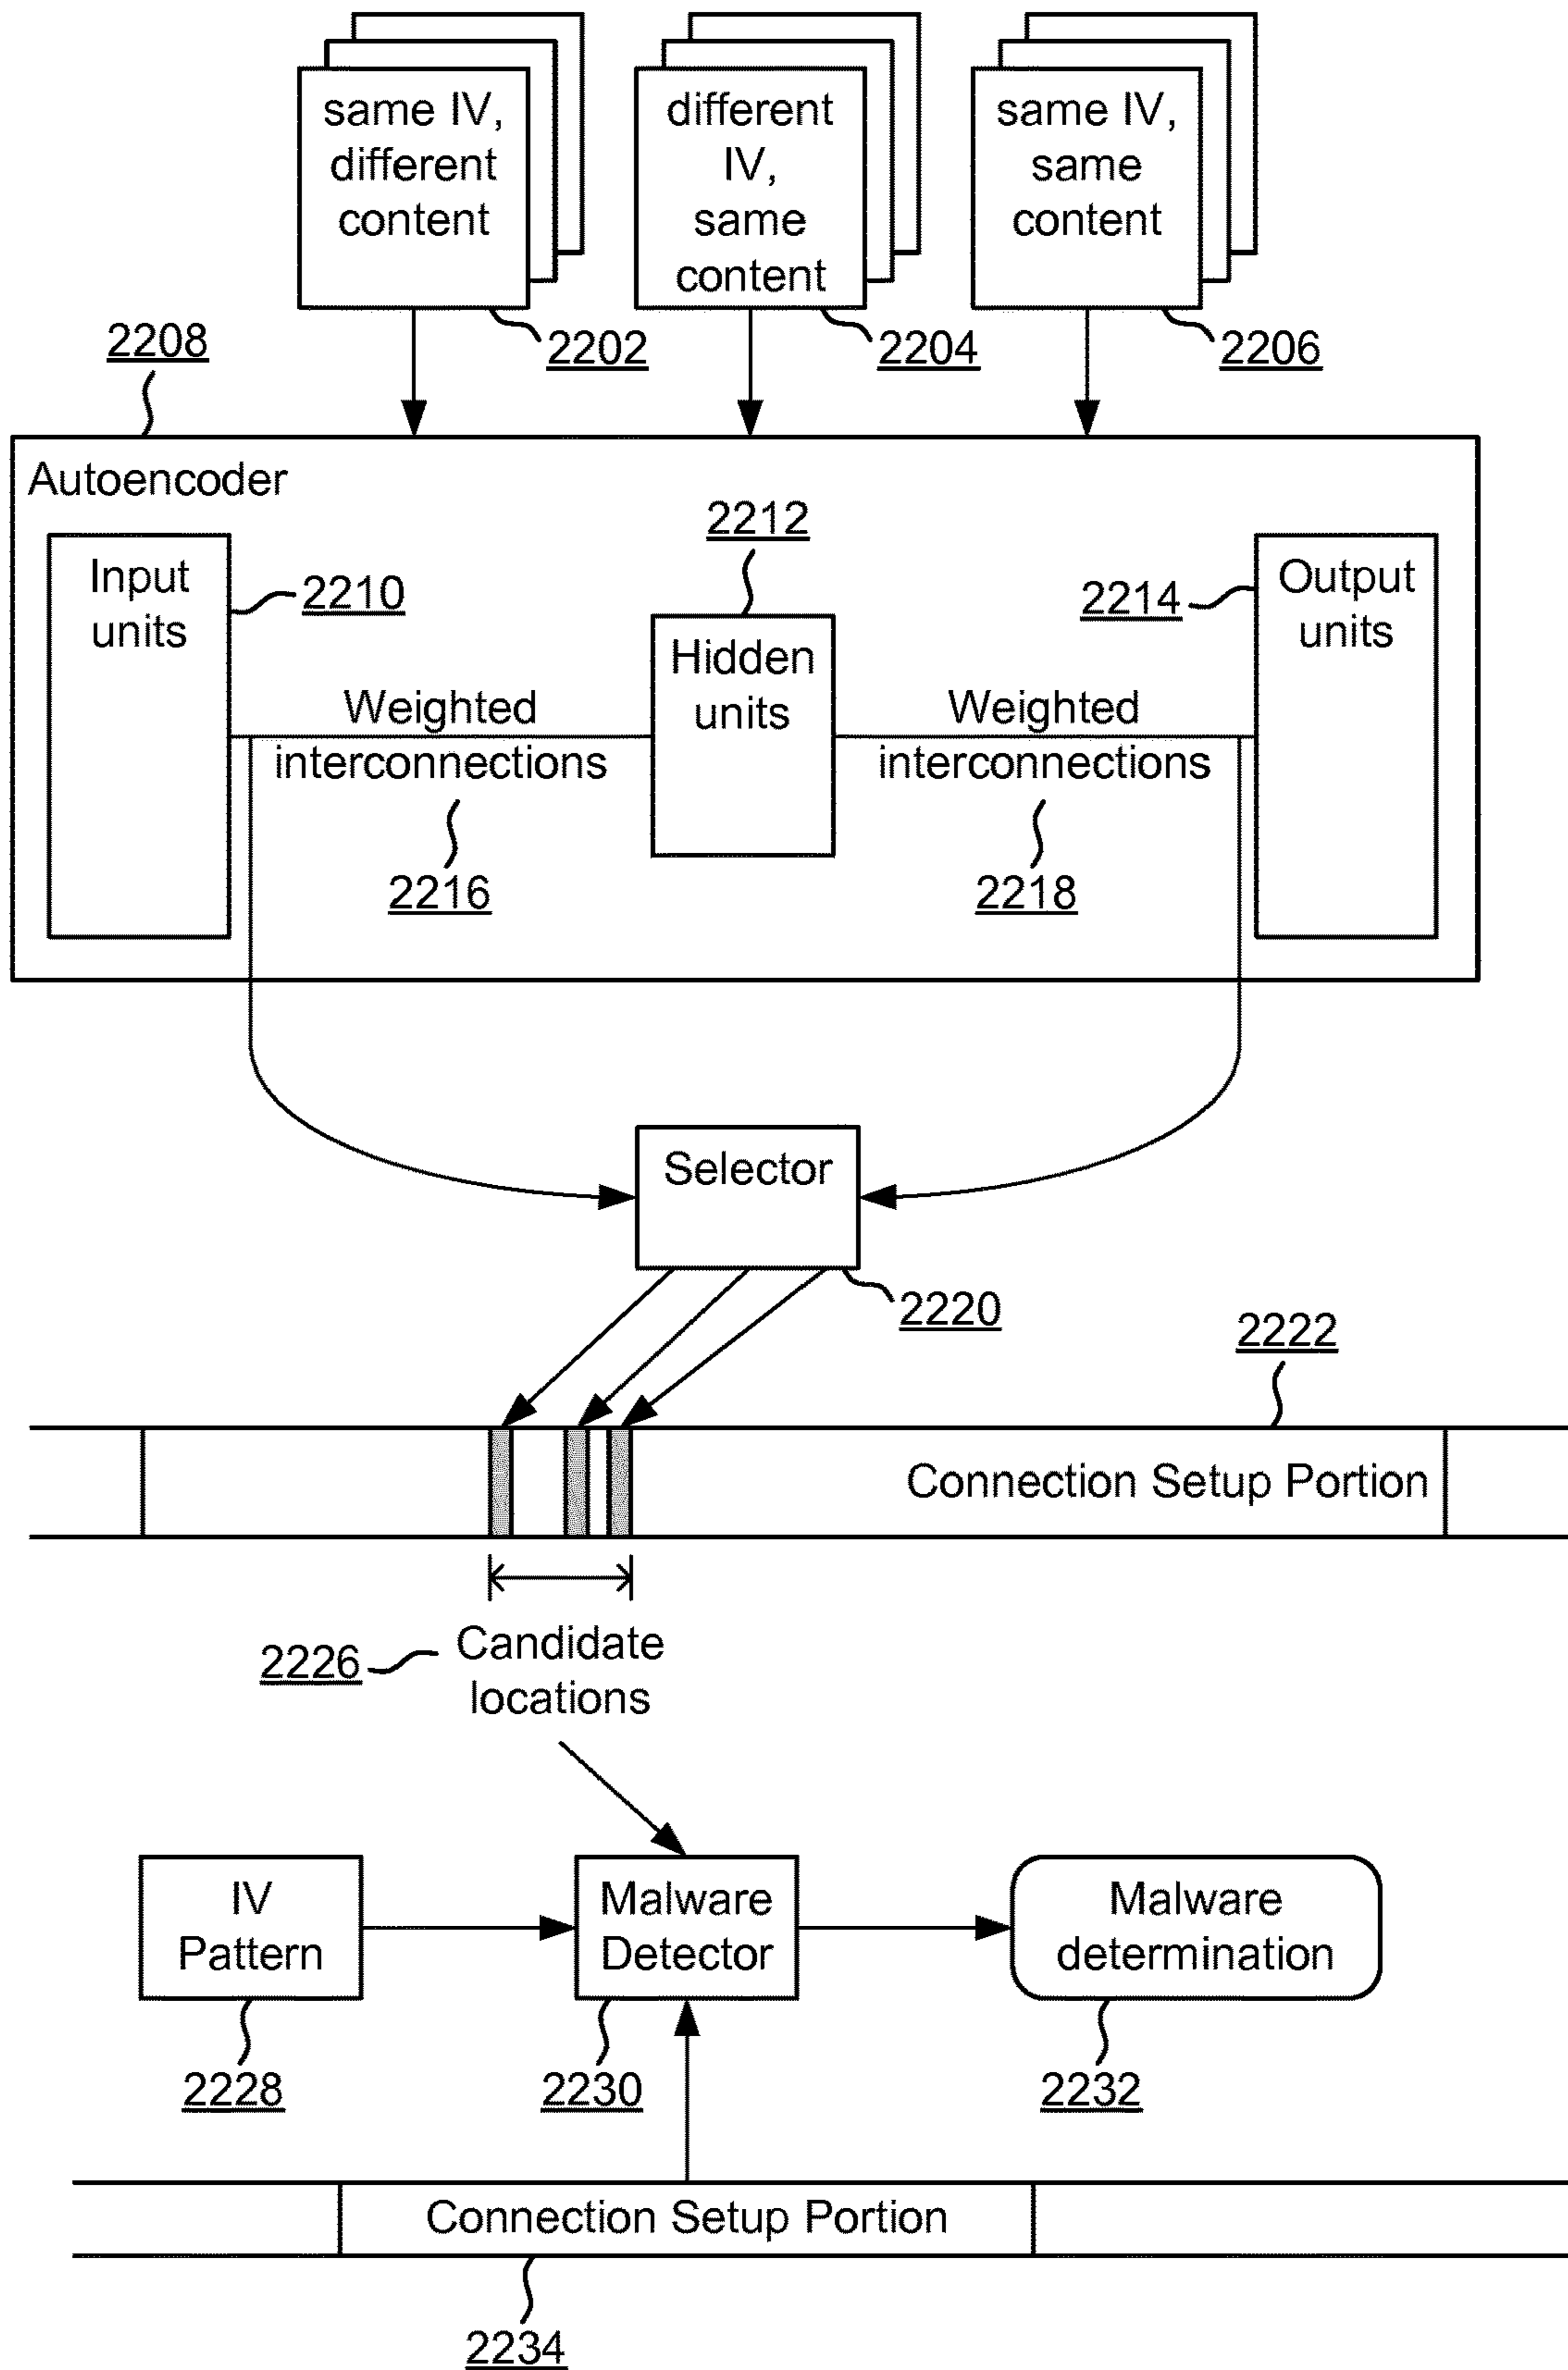 same IV,
different
content
different
IV,
same
content
same IV,
same
content
2202
2204
2206
2208
Autoencoder
2212
Input
units
2210
2214
Output
units
Hidden
units
Weighted
interconnections
Weighted
interconnections
2216
2218
Selector
2220
2222
Connection Setup Portion
2226
Candidate
locations
IV
Pattern
Malware
Detector
Malware
determination
2228
2230
2232
Connection Setup Portion
2234